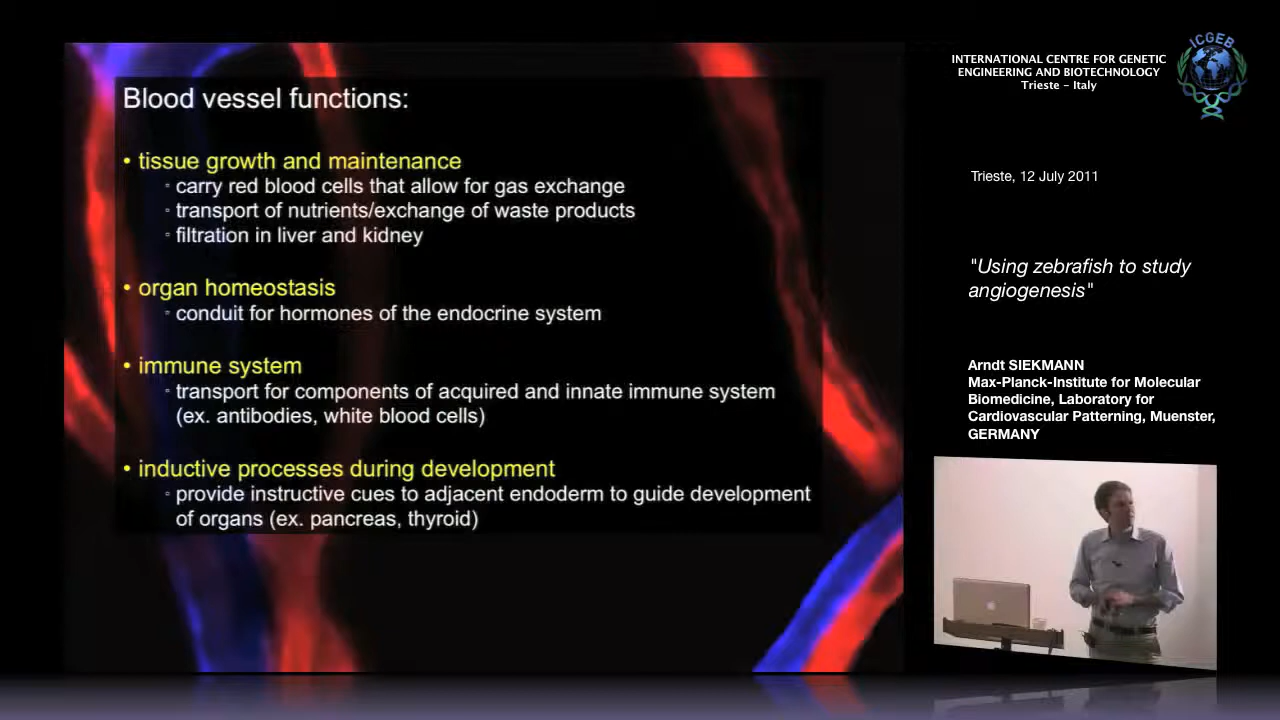 Blood vessel functions:
• tissue growth and maintenance
◦ carry red blood cells that allow for gas exchange
◦ transport of nutrients/exchange of waste products
◦ filtration in liver and kidney
• organ homeostasis
◦ conduit for hormones of the endocrine system
• immune system
◦ transport for components of acquired and innate immune system
(ex. antibodies, white blood cells)
• inductive processes during development
◦ provide instructive cues to adjacent endoderm to guide development
of organs (ex. pancreas, thyroid)
INTERNATIONAL CENTRE FOR GENETIC
ENGINEERING AND BIOTECHNOLOGY
Trieste - Italy
ICGEB
Trieste, 12 July 2011
"Using zebrafish to study
angiogenesis"
Arndt SIEKMANN
Max-Planck-Institute for Molecular
Biomedicine, Laboratory for
Cardiovascular Patterning, Muenster,
GERMANY